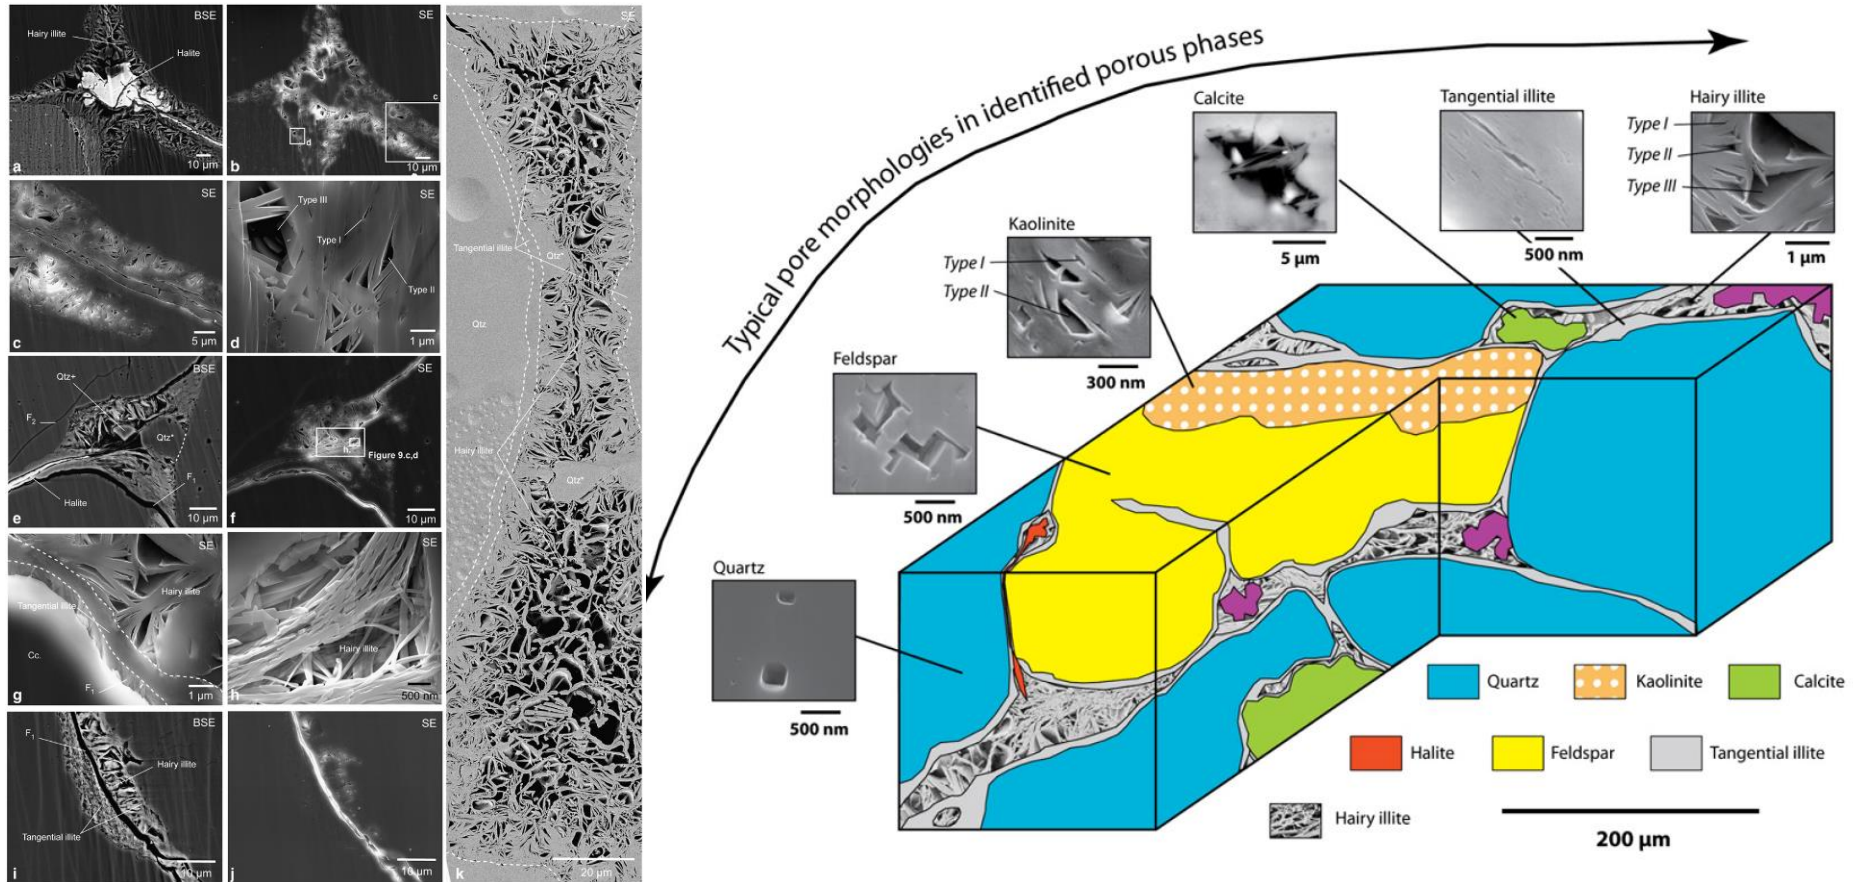 BSE
Hairy illite
Halite
a
10 µm
SE
c
d
b
10 µm
SE
c
5 µm
SE
Type III
Type I
Type II
d
1 µm
BSE
Qtz+
F2
Qtz*
Halite
F1
e
10 µm
SE
h
Figure 9.c,d
f
10 µm
SE
Tangential illite
Hairy illite
Cc.
F1
g
1 µm
SE
Hairy illite
h
500 nm
BSE
F1
Hairy illite
Tangential illite
i
10 µm
SE
j
10 µm
SE
Tangential illite
Qtz*
Qtz
Hairy illite
Qtz*
k
20 µm
Typical pore morphologies in identified porous phases
Calcite
5 µm
Tangential illite
500 nm
Hairy illite
Type I
Type II
Type III
1 µm
Kaolinite
Type I
Type II
300 nm
Feldspar
500 nm
Quartz
500 nm
Quartz
Kaolinite
Calcite
Halite
Feldspar
Tangential illite
Hairy illite
200 µm